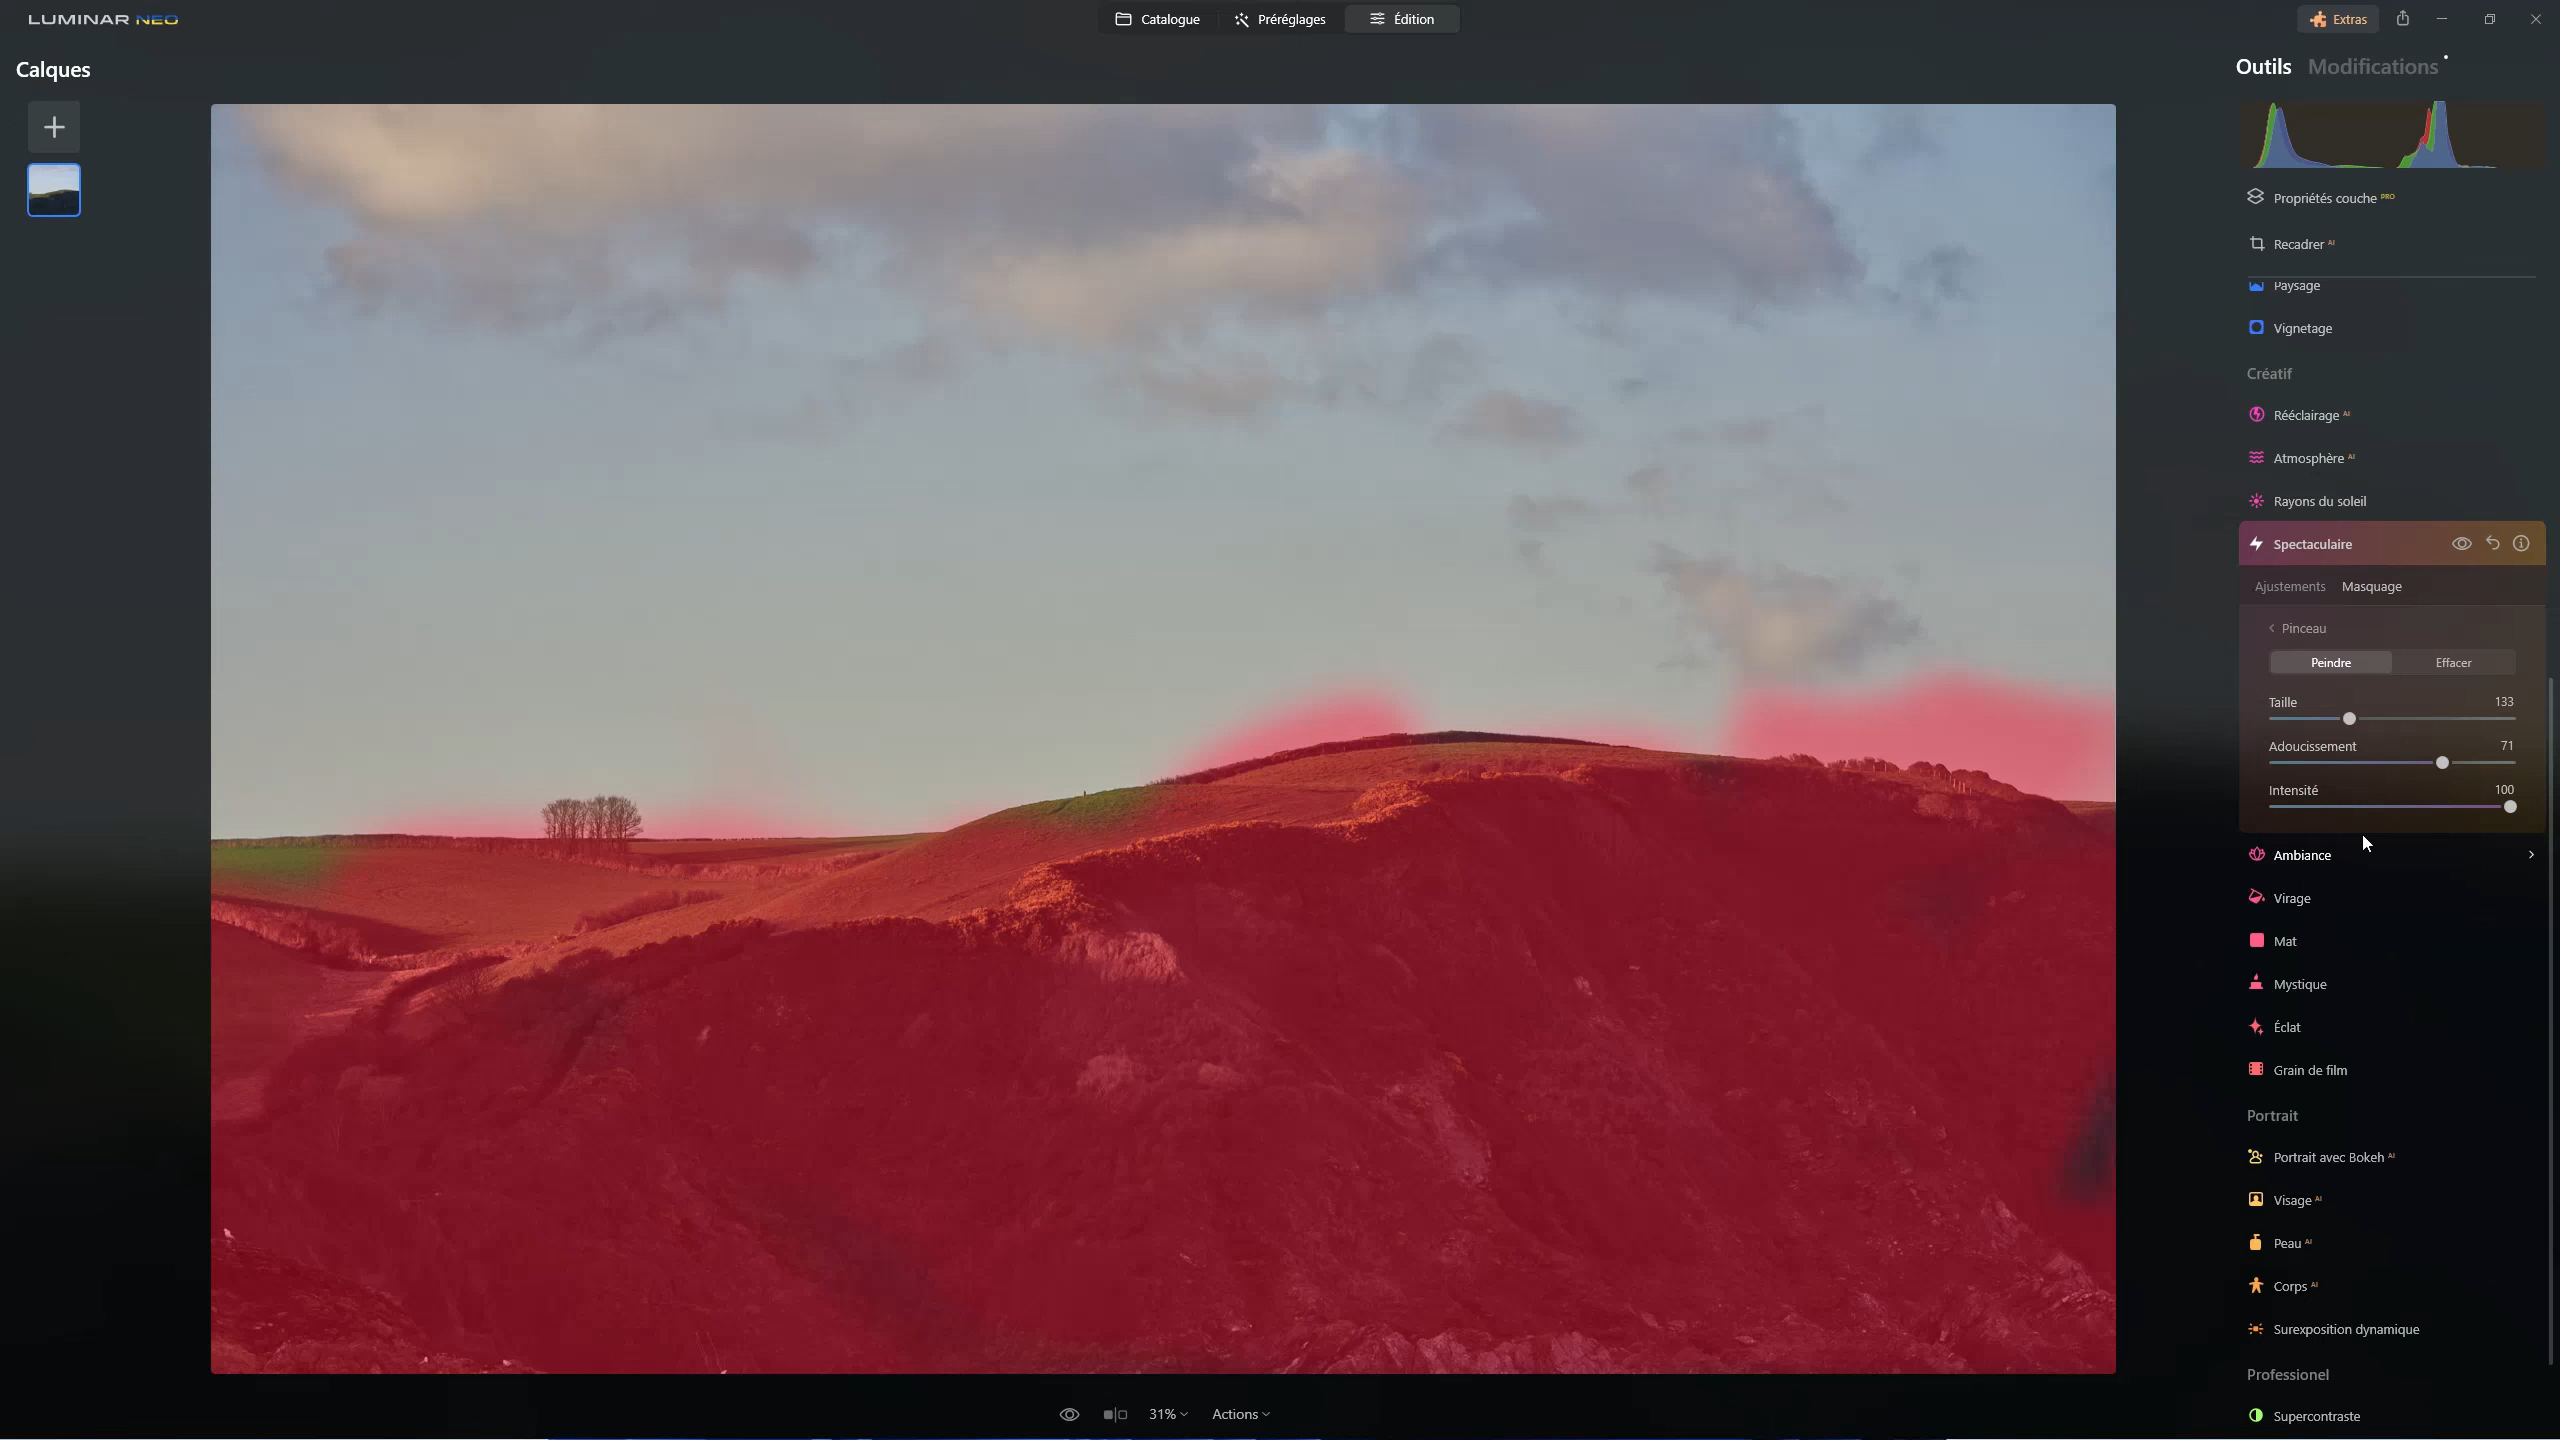 LUMINAR NEO
Catalogue
Préréglages
Édition
Extras
Calques
Outils Modifications
Propriétés couche PRO
Recadrer AI
Paysage
Vignetage
Créatif
Rééclairage AI
Atmosphère AI
Rayons du soleil
Spectaculaire
Ajustements Masquage
Pinceau
Peindre Effacer
Taille 133
Adoucissement 71
Intensité 100
Ambiance
Virage
Mat
Mystique
Éclat
Grain de film
Portrait
Portrait avec Bokeh AI
Visage AI
Peau AI
Corps AI
Surexposition dynamique
Professionel
Supercontraste
31% Actions